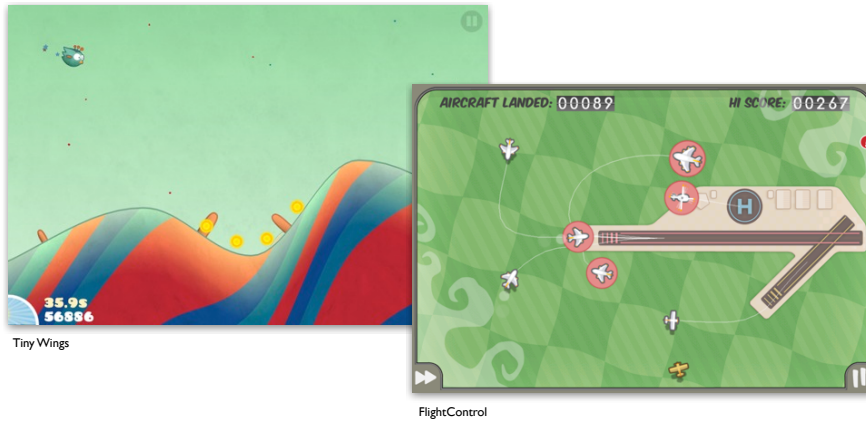 AIRCRAFT LANDED: 00089
HI SCORE: 00267
H
35.9s
56886
Tiny Wings
FlightControl